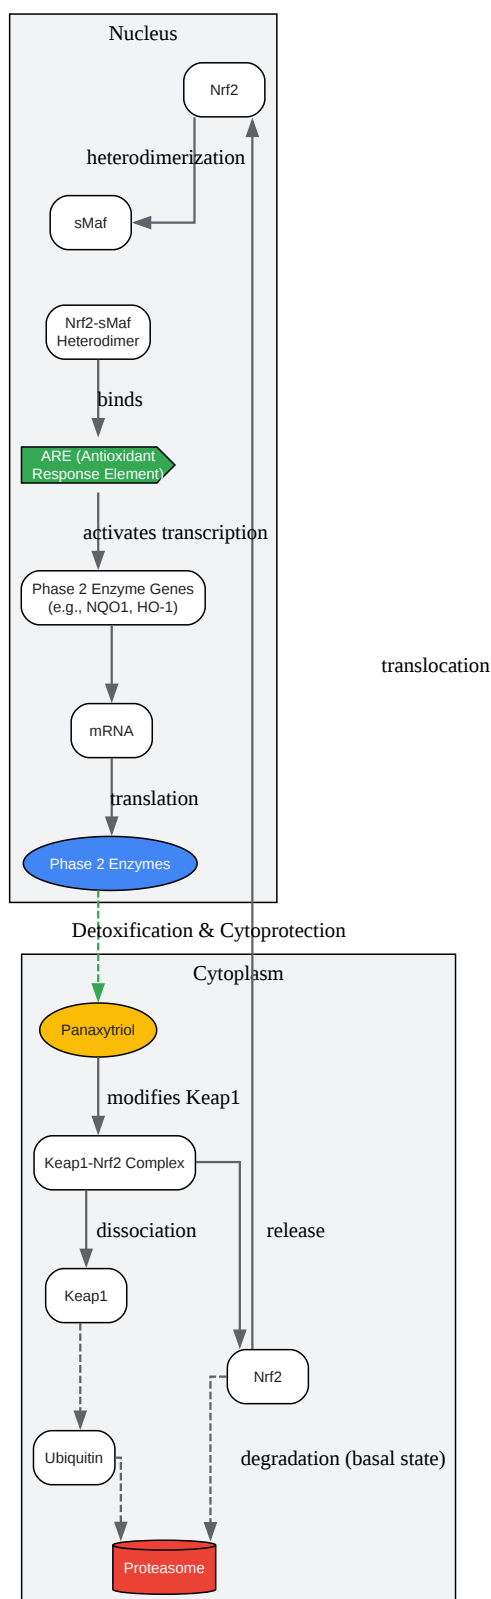 Nucleus
Nrf2
heterodimerization
sMaf
Nrf2-sMaf
Heterodimer
binds
ARE (Antioxidant
Response Element)
activates transcription
Phase 2 Enzyme Genes
(e.g., NQO1, HO-1)
translocation
mRNA
translation
Phase 2 Enzymes
Detoxification & Cytoprotection
Cytoplasm
Panaxytriol
modifies Keap1
Keap1-Nrf2 Complex
dissociation
release
Keap1
Nrf2
Ubiquitin
degradation (basal state)
Proteasome